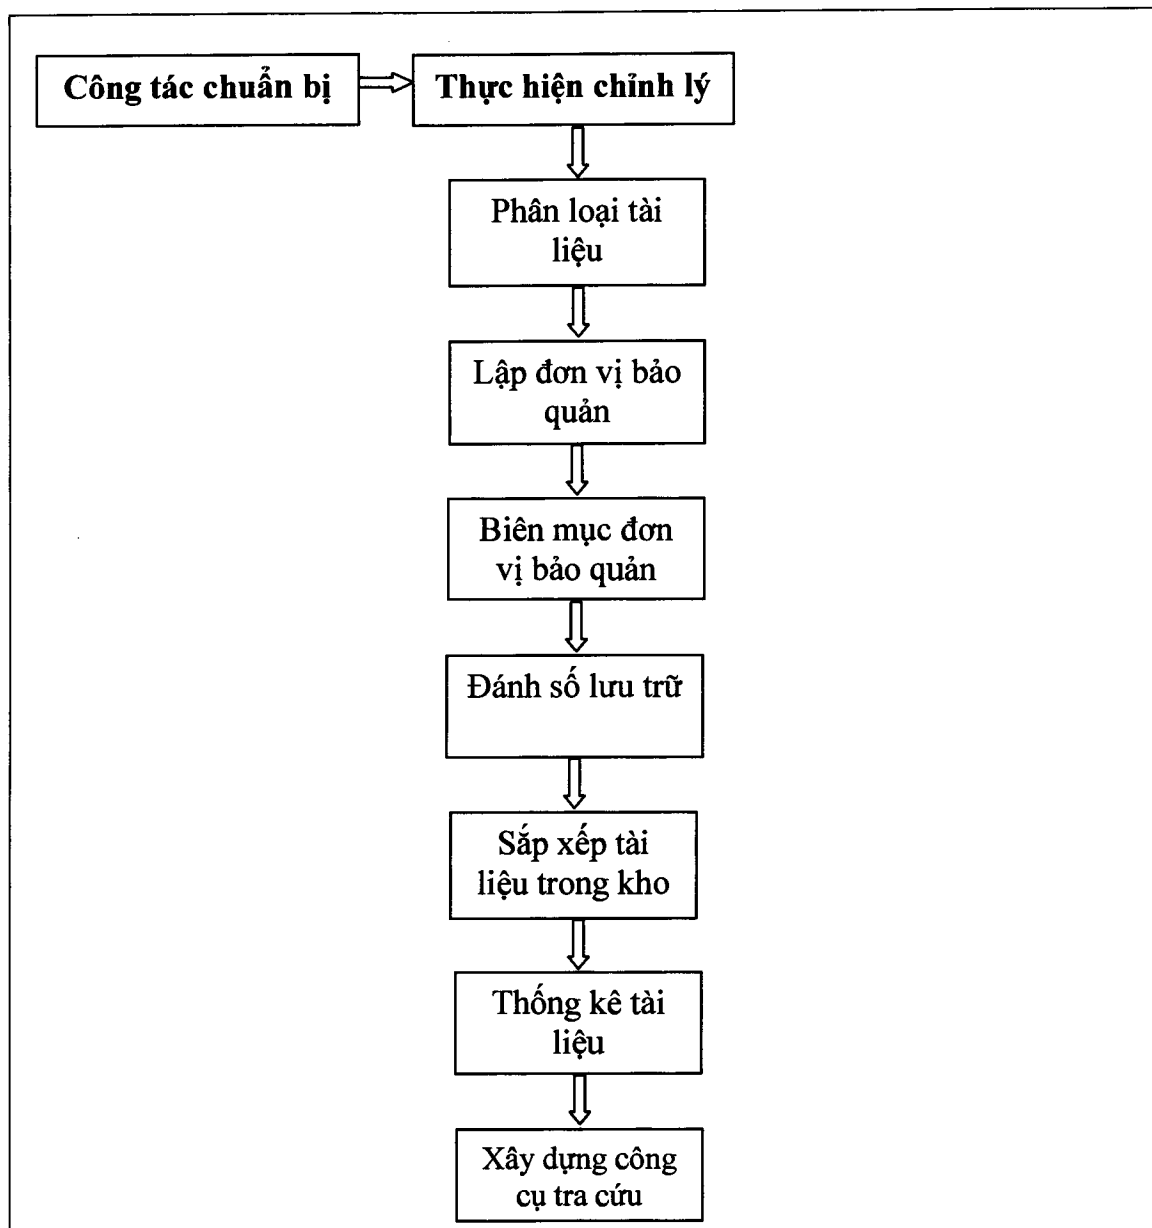 Công tác chuẩn bị
Thực hiện chỉnh lý
Phân loại tài
liệu
Lập đơn vị bảo
quản
Biên mục đơn
vị bảo quản
Đánh số lưu trữ
Sắp xếp tài
liệu trong kho
Thống kê tài
liệu
Xây dựng công
cụ tra cứu